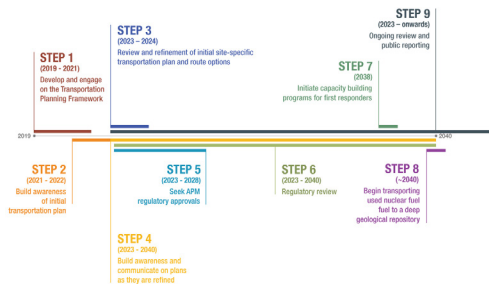 STEP 1
(2019 - 2021)
Develop and engage
on the Transportation
Planning Framework
STEP 3
(2023 – 2024)
Review and refinement of initial site-specific
transportation plan and route options
STEP 7
(2038)
Initiate capacity building
programs for first responders
STEP 9
(2023 – onwards)
Ongoing review and
public reporting
2019
2040
STEP 2
(2021 - 2022)
Build awareness
of initial
transportation plan
STEP 4
(2023 - 2040)
Build awareness and
communicate on plans
as they are refined
STEP 5
(2023 - 2028)
Seek APM
regulatory approvals
STEP 6
(2023 - 2040)
Regulatory review
STEP 8
(~2040)
Begin transporting
used nuclear fuel
fuel to a deep
geological repository